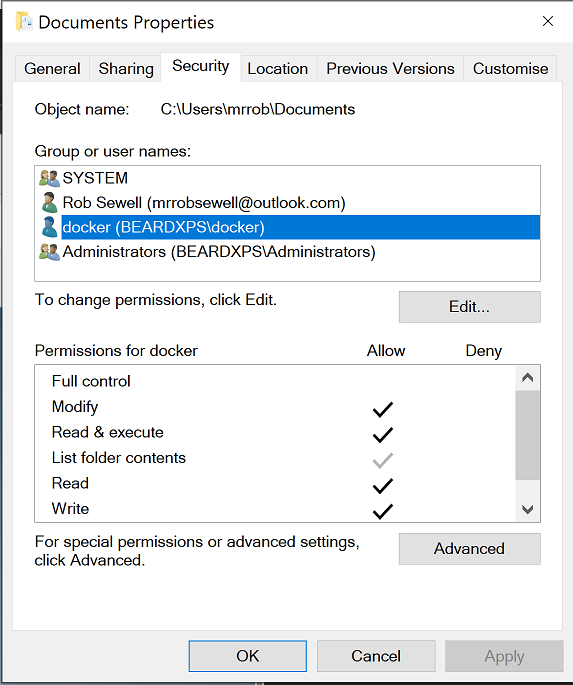 Documents Properties
General Sharing Security Location Previous Versions Customise
Object name: C:\Users\mrrob\Documents
Group or user names:
SYSTEM
Rob Sewell (mrrobsewell@outlook.com)
docker (BEARDXPS\docker)
Administrators (BEARDXPS\Administrators)
To change permissions, click Edit.
Edit...
Permissions for docker Allow Deny
Full control
Modify
Read & execute
List folder contents
Read
Write
For special permissions or advanced settings,
click Advanced.
Advanced
OK Cancel Apply